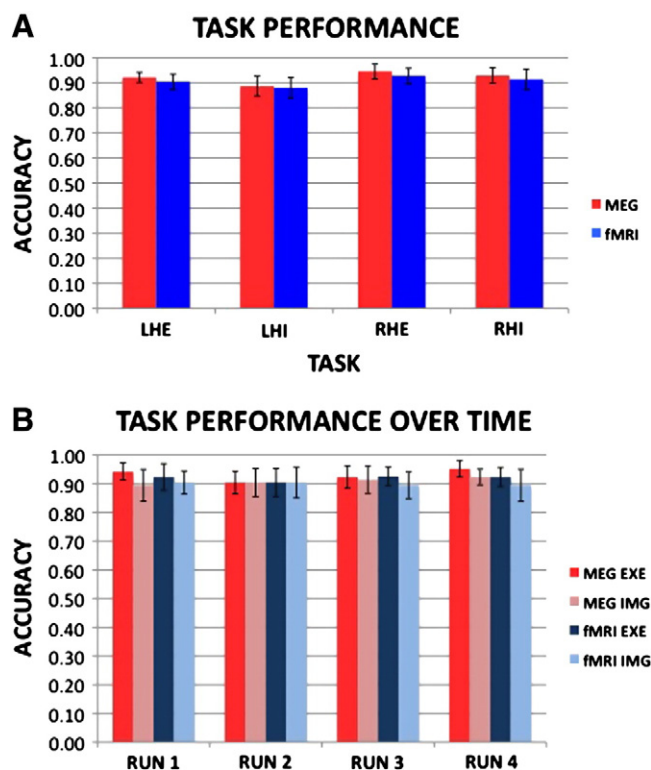 A
TASK PERFORMANCE
ACCURACY
1.00
0.90
0.80
0.70
0.60
0.50
0.40
0.30
0.20
0.10
0.00
LHE LHI RHE RHI
TASK
MEG
fMRI
B
TASK PERFORMANCE OVER TIME
ACCURACY
1.00
0.90
0.80
0.70
0.60
0.50
0.40
0.30
0.20
0.10
0.00
RUN 1 RUN 2 RUN 3 RUN 4
MEG EXE
MEG IMG
fMRI EXE
fMRI IMG